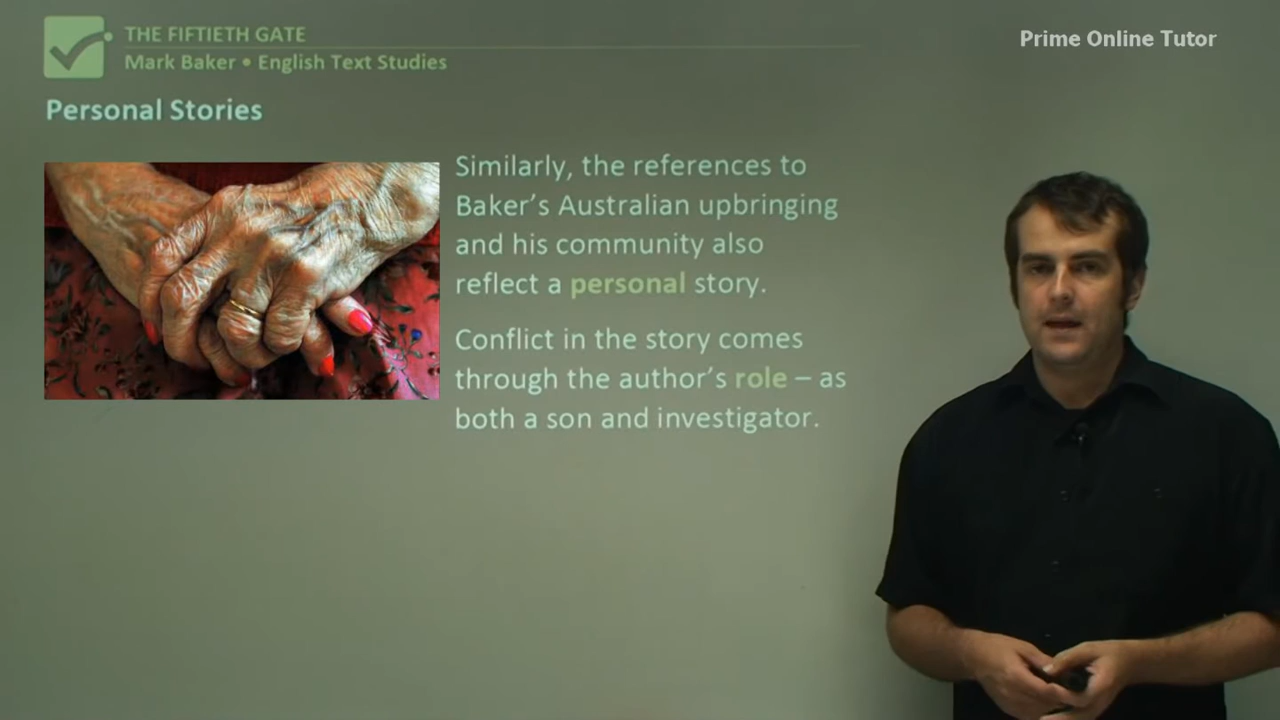 THE FIFTIETH GATE
Mark Baker • English Text Studies
Prime Online Tutor
Personal Stories
Similarly, the references to
Baker’s Australian upbringing
and his community also
reflect a personal story.
Conflict in the story comes
through the author’s role – as
both a son and investigator.